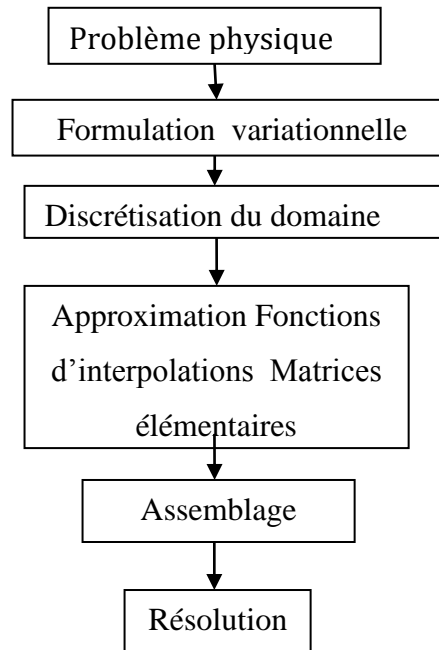 Problème physique
Formulation variationnelle
Discrétisation du domaine
Approximation Fonctions
d’interpolations Matrices
élémentaires
Assemblage
Résolution